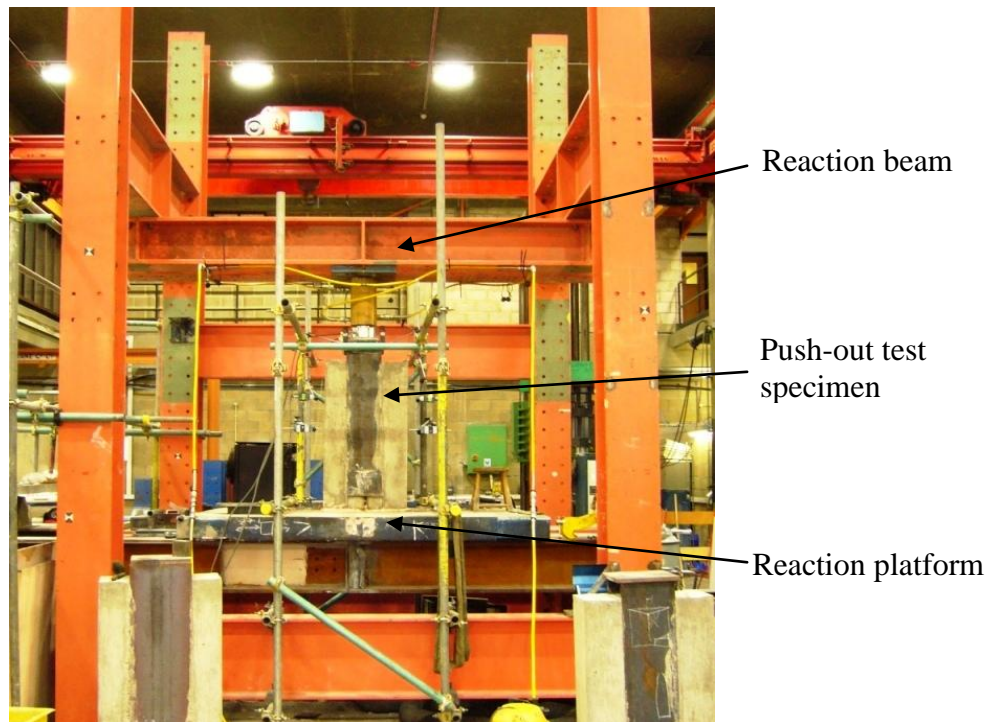 Reaction beam
Push-out test
specimen
Reaction platform